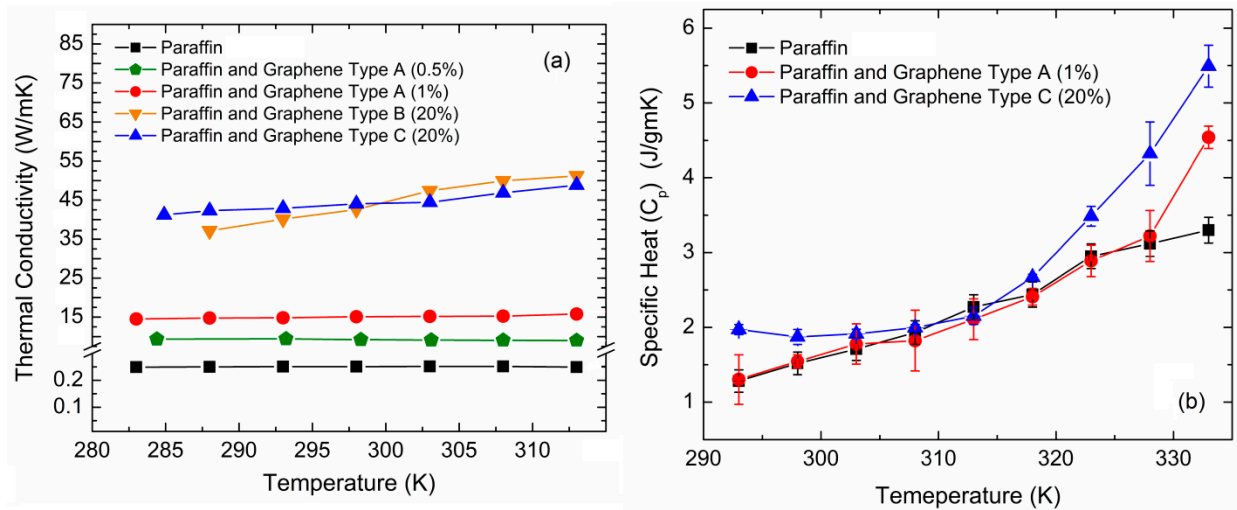 85
75
65
55
45
35
25
15
0.2
0.1
Thermal Conductivity (W/mK)
Paraffin
Paraffin and Graphene Type A (0.5%)
Paraffin and Graphene Type A (1%)
Paraffin and Graphene Type B (20%)
Paraffin and Graphene Type C (20%)
(a)
280 285 290 295 300 305 310
Temperature (K)
6
5
4
3
2
1
Specific Heat (Cp) (J/gmK)
Paraffin
Paraffin and Graphene Type A (1%)
Paraffin and Graphene Type C (20%)
(b)
290 300 310 320 330
Temeperature (K)